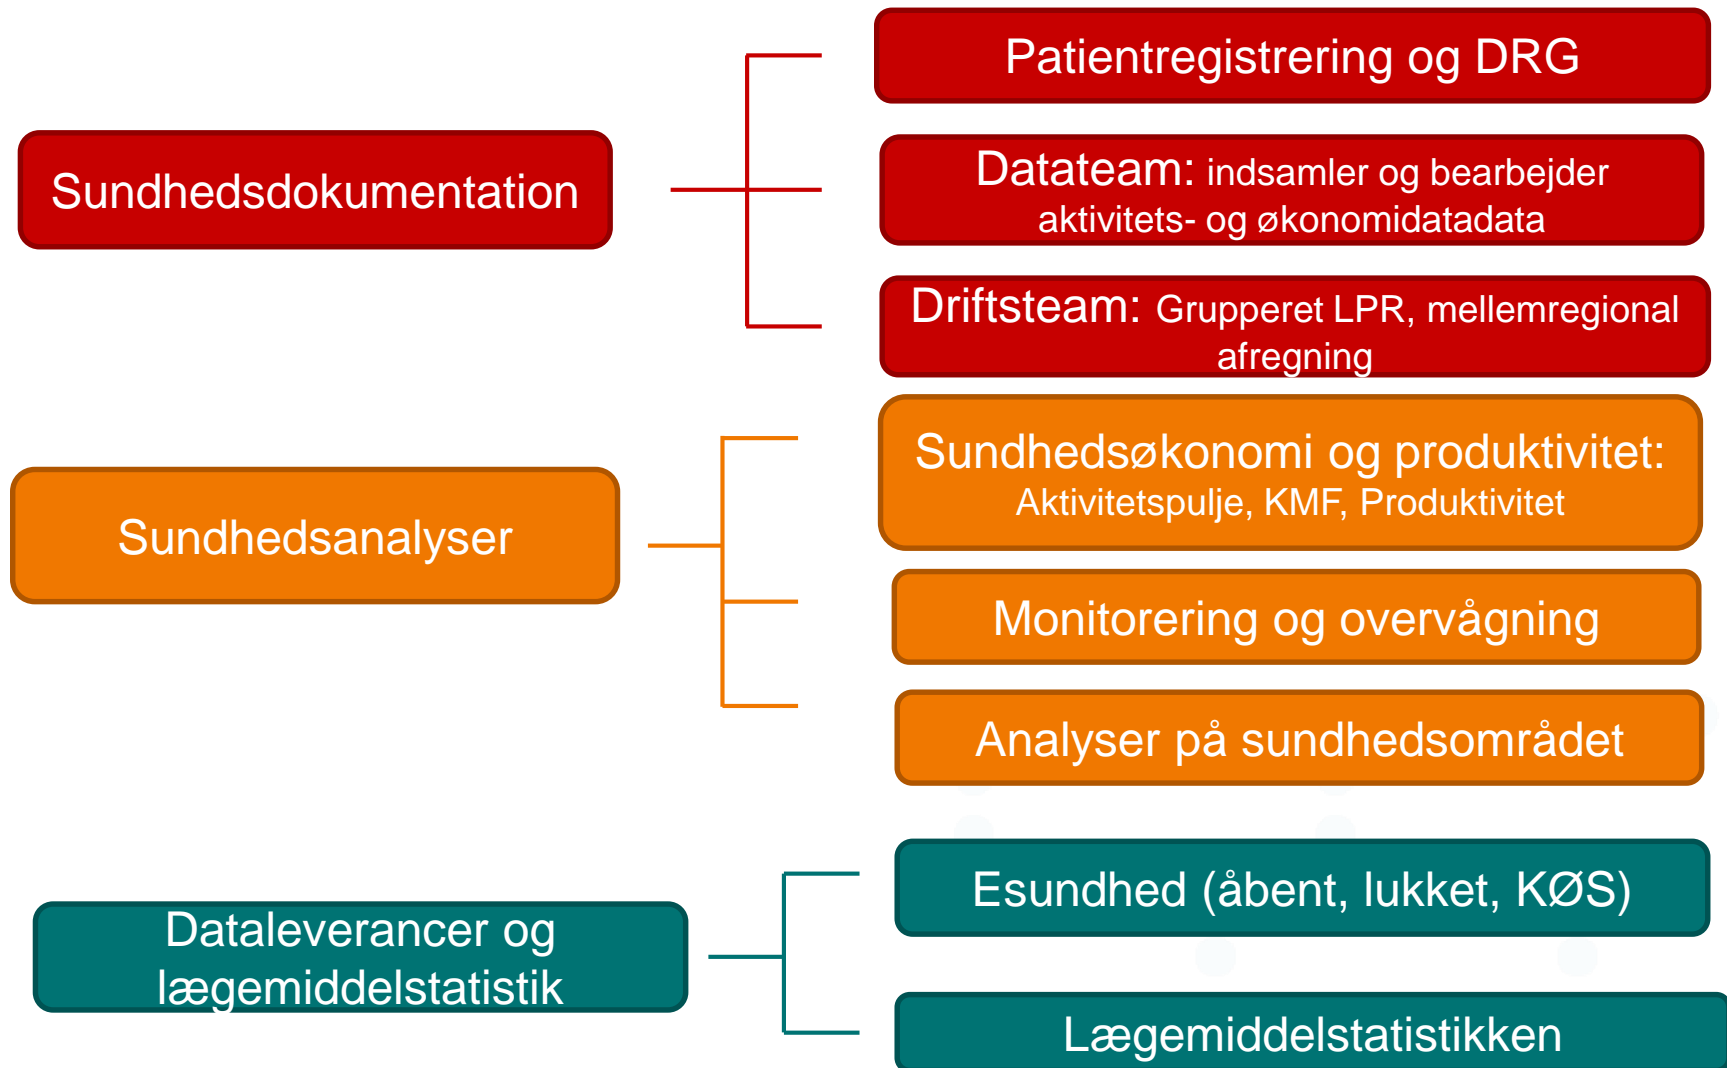 Sundhedsdokumentation
Patientregistrering og DRG
Datateam: indsamler og bearbejder
aktivitets- og økonomidatadata
Driftsteam: Grupperet LPR, mellemregional
afregning
Sundhedsanalyser
Sundhedsøkonomi og produktivitet:
Aktivitetspulje, KMF, Produktivitet
Monitorering og overvågning
Analyser på sundhedsområdet
Dataleverancer og
lægemiddelstatistik
Esundhed (åbent, lukket, KØS)
Lægemiddelstatistikken